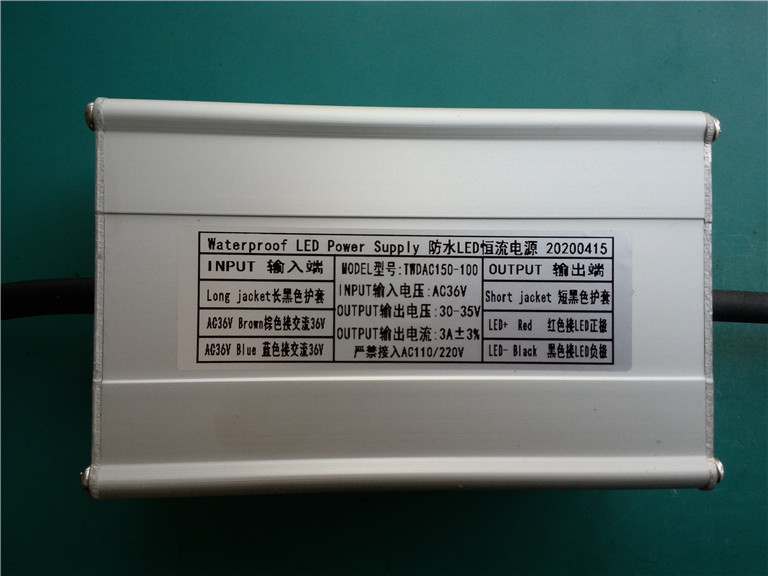 Waterproof LED Power Supply 防水LED恒流电源 20200415
INPUT 输入端
Long jacket长黑色护套
AC36V Brown棕色接交流36V
AC36V Blue 蓝色接交流36V
MODEL型号:TWDAC150-100
INPUT输入电压:AC36V
OUTPUT输出电压:30-35V
OUTPUT输出电流:3A±3%
严禁接入AC110/220V
OUTPUT 输出端
Short jacket 短黑色护套
LED+ Red 红色接LED正极
LED- Black 黑色接LED负极